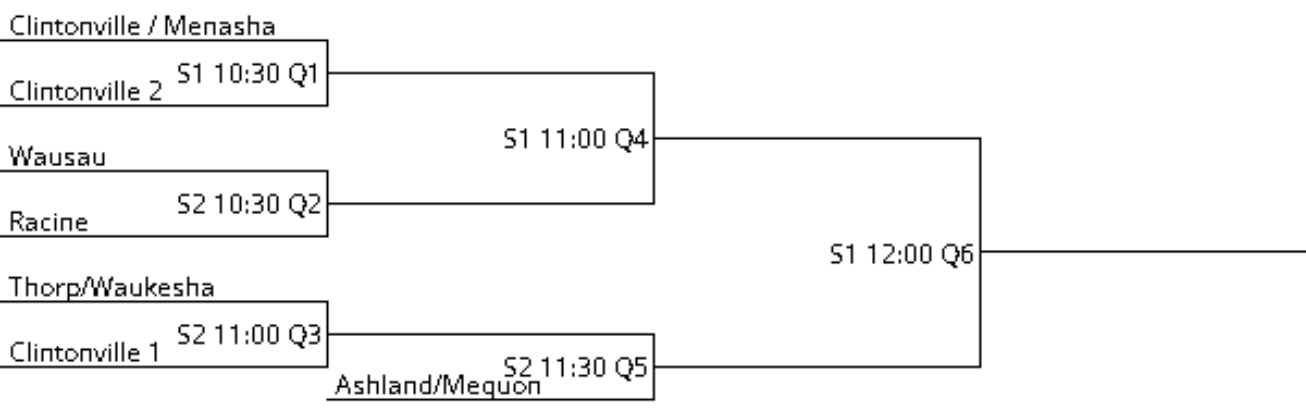 Clintonville / Menasha
S1 10:30 Q1
Clintonville 2
S1 11:00 Q4
Wausau
S2 10:30 Q2
Racine
S1 12:00 Q6
Thorp/Waukesha
S2 11:00 Q3
Clintonville 1
S2 11:30 Q5
Ashland/Mequon